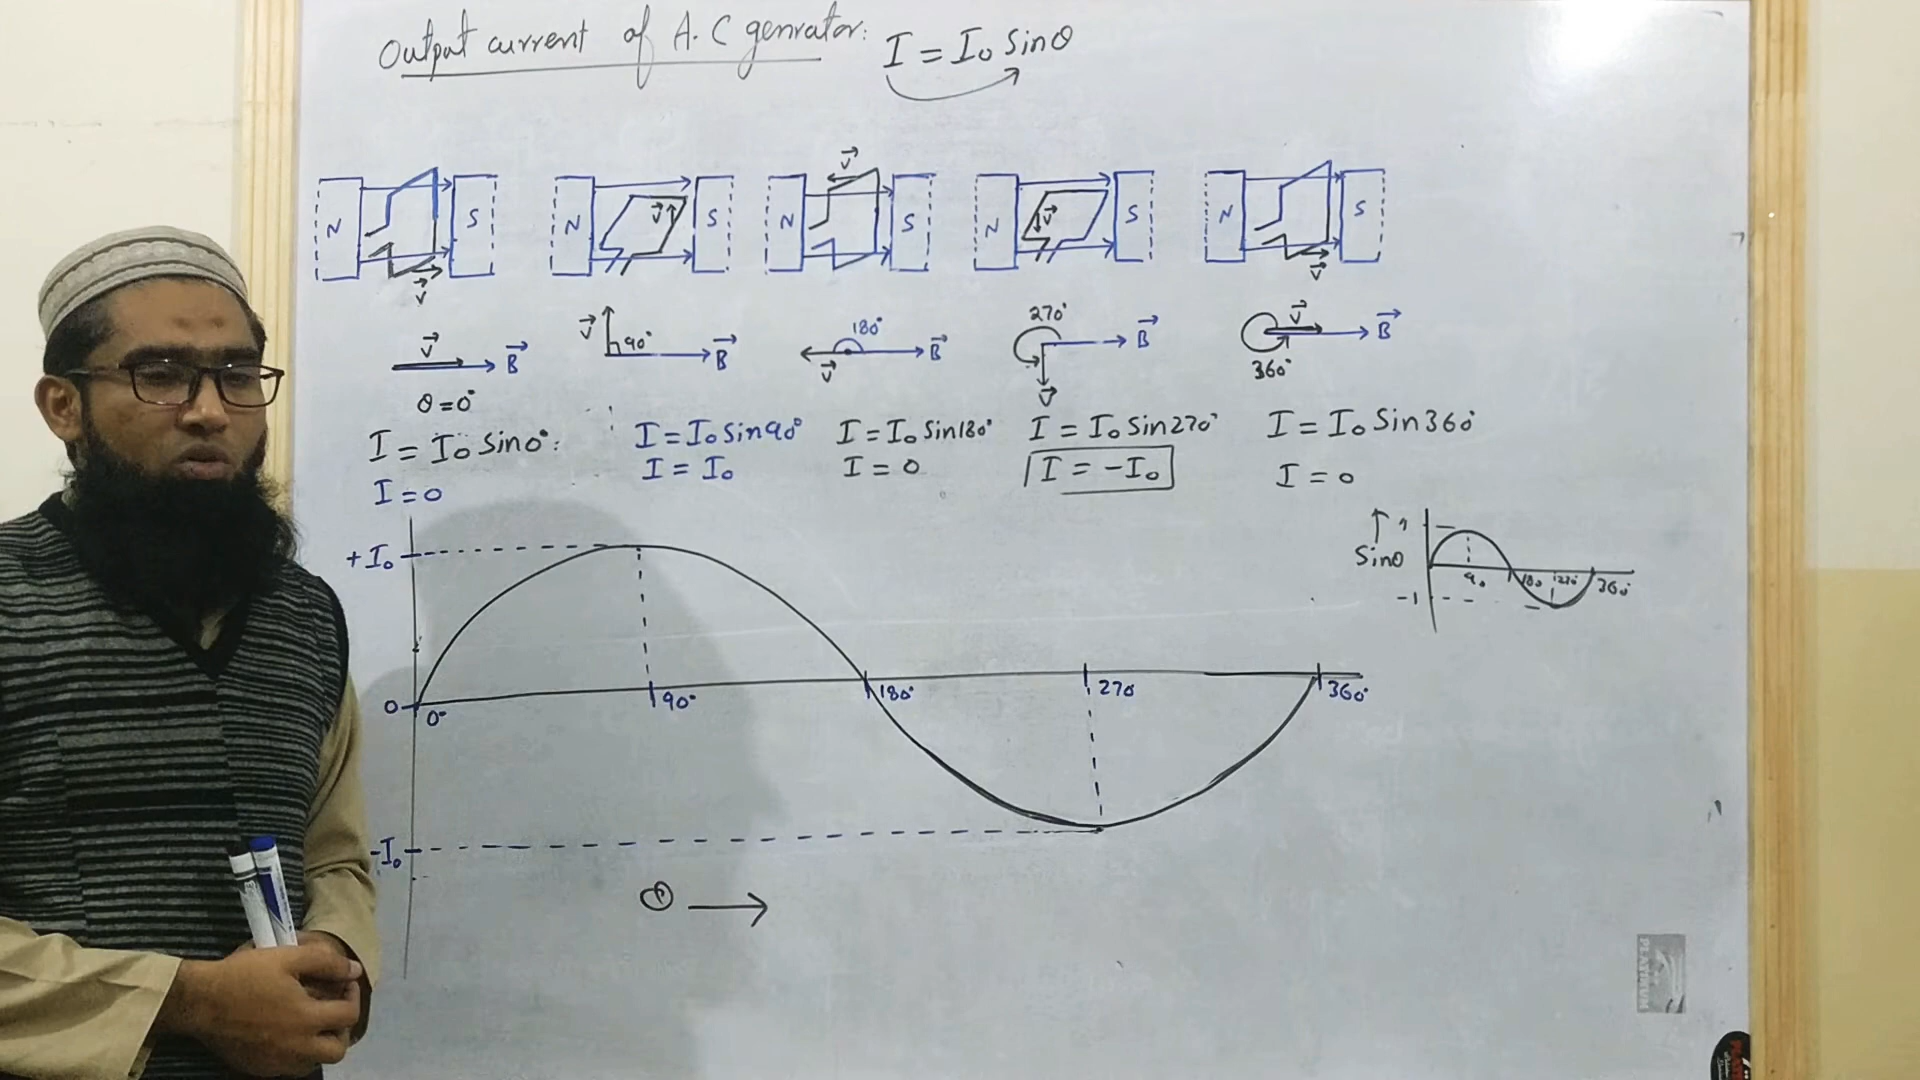 Output current of A.C genrator: I = I₀ Sinθ
N S N S N S N S N S
V⃗ V⃗ V⃗ V⃗ V⃗
V⃗ B⃗ V⃗ 90° B⃗ 180° V⃗ B⃗ 270° V⃗ B⃗ V⃗ B⃗ 360°
θ=0°
I = I₀ Sin0° I=I₀Sin90° I=I₀ Sin180° I = I₀ Sin270° I = I₀ Sin360°
I=0 I = I₀ I = 0 I = -I₀ I = 0
+I₀
0 0° 90° 180° 270 360°
-I₀
θ
1
Sinθ
90 180 270 360°
-1
PLATINUM